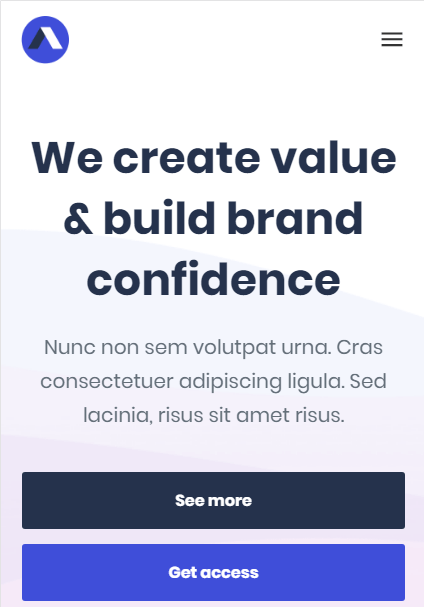 We create value
& build brand
confidence
Nunc non sem volutpat urna. Cras
consectetuer adipiscing ligula. Sed
lacinia, risus sit amet risus.
See more
Get access